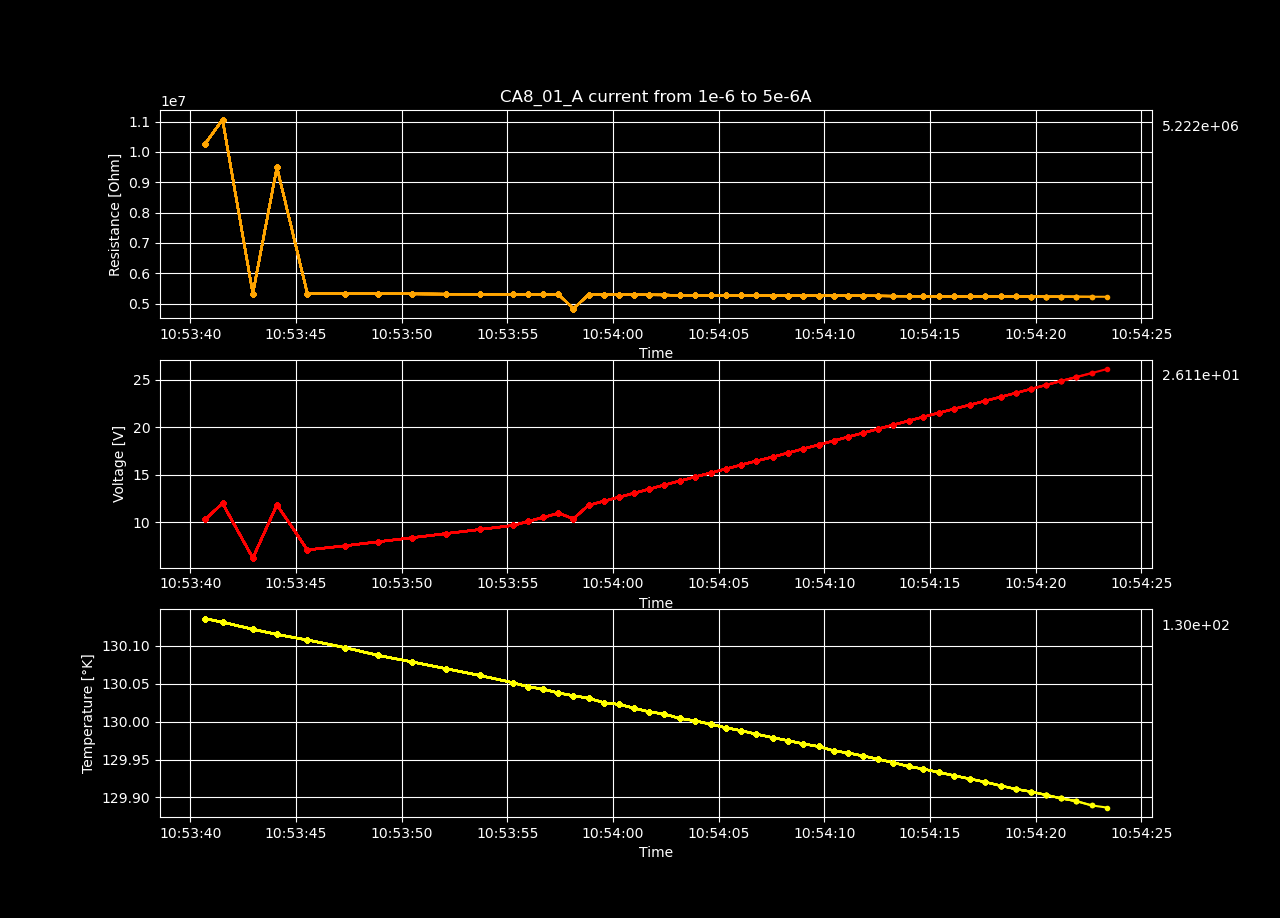 CA8_01_A current from 1e-6 to 5e-6A
1e7
5.222e+06
1.1
1.0
0.9
0.8
0.7
0.6
0.5
Resistance [Ohm]
10:53:40 10:53:45 10:53:50 10:53:55 10:54:00 10:54:05 10:54:10 10:54:15 10:54:20 10:54:25
Time
2.611e+01
25
20
15
10
Voltage [V]
10:53:40 10:53:45 10:53:50 10:53:55 10:54:00 10:54:05 10:54:10 10:54:15 10:54:20 10:54:25
Time
1.30e+02
130.10
130.05
130.00
129.95
129.90
Temperature [°K]
10:53:40 10:53:45 10:53:50 10:53:55 10:54:00 10:54:05 10:54:10 10:54:15 10:54:20 10:54:25
Time